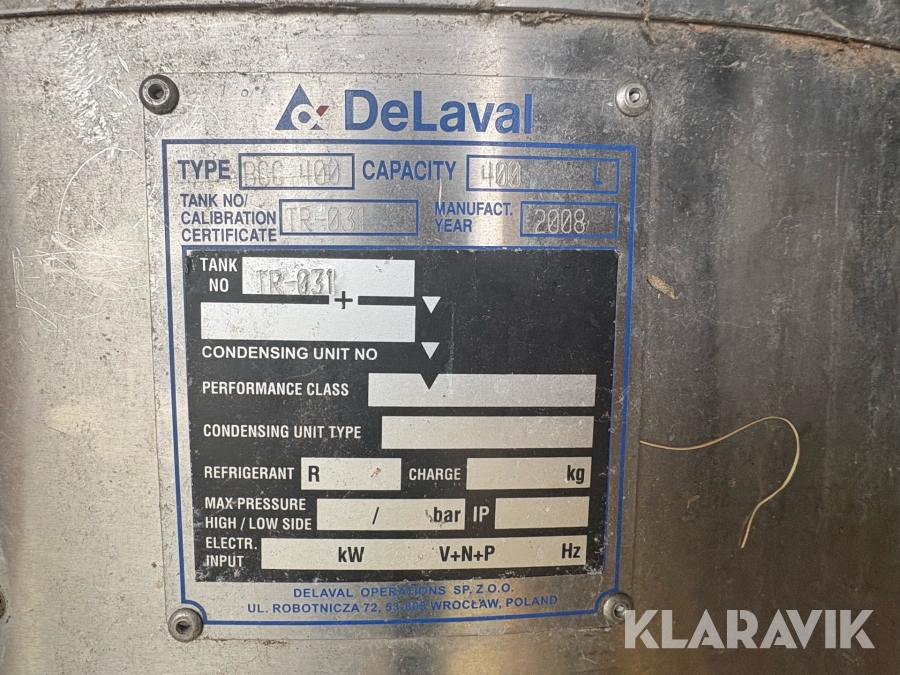 DeLaval
TYPE BCC 400 CAPACITY 400 L
TANK NO/
CALIBRATION
CERTIFICATE TR-031 MANUFACT.
YEAR 2008
TANK
NO TR-031
+
CONDENSING UNIT NO
PERFORMANCE CLASS
CONDENSING UNIT TYPE
REFRIGERANT R CHARGE kg
MAX PRESSURE
HIGH / LOW SIDE / bar IP
ELECTR.
INPUT kW V+N+P Hz
DELAVAL OPERATIONS SP. Z O.O.
UL. ROBOTNICZA 72, WROCŁAW, POLAND
KLARAVIK